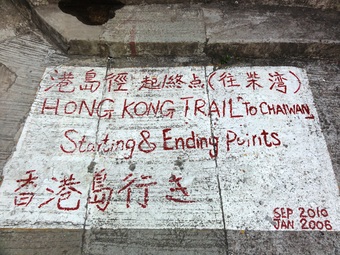 港島徑 起/終点(往柴湾)
HONG KONG TRAIL "TO CHAIWAN
Starting & Ending Points
香港島行き
SEP 2010
JAN 2006